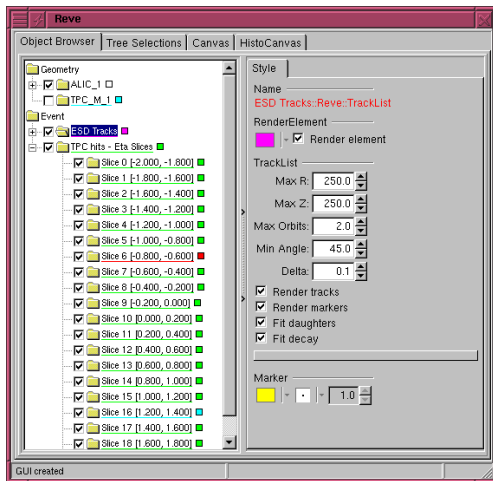 Reve
Object Browser Tree Selections Canvas HistoCanvas
Geometry
ALIC_1
TPC_M_1
Event
ESD Tracks
TPC hits - Eta Slices
Slice 0 [-2.000, -1.800]
Slice 1 [-1.800, -1.600]
Slice 2 [-1.600, -1.400]
Slice 3 [-1.400, -1.200]
Slice 4 [-1.200, -1.000]
Slice 5 [-1.000, -0.800]
Slice 6 [-0.800, -0.600]
Slice 7 [-0.600, -0.400]
Slice 8 [-0.400, -0.200]
Slice 9 [-0.200, 0.000]
Slice 10 [0.000, 0.200]
Slice 11 [0.200, 0.400]
Slice 12 [0.400, 0.600]
Slice 13 [0.600, 0.800]
Slice 14 [0.800, 1.000]
Slice 15 [1.000, 1.200]
Slice 16 [1.200, 1.400]
Slice 17 [1.400, 1.600]
Slice 18 [1.600, 1.800]
Style
Name
ESD Tracks::Reve::TrackList
RenderElement
Render element
TrackList
Max R: 250.0
Max Z: 250.0
Max Orbits: 2.0
Min Angle: 45.0
Delta: 0.1
Render tracks
Render markers
Fit daughters
Fit decay
Marker
1.0
GUI created